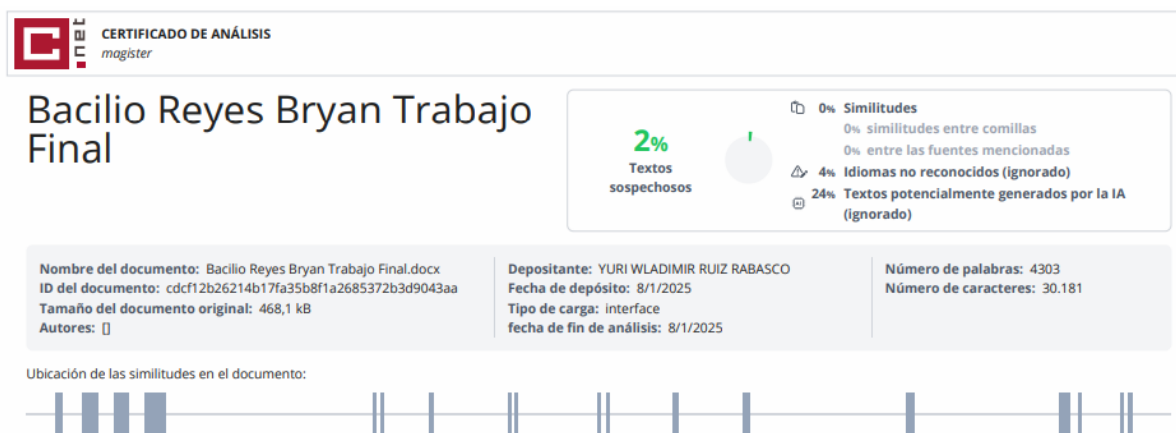 C
.net
CERTIFICADO DE ANÁLISIS
magister
Bacilio Reyes Bryan Trabajo
Final
2%
Textos
sospechosos
0% Similitudes
0% similitudes entre comillas
0% entre las fuentes mencionadas
4% Idiomas no reconocidos (ignorado)
AI
24% Textos potencialmente generados por la IA
(ignorado)
Nombre del documento: Bacilio Reyes Bryan Trabajo Final.docx
ID del documento: cdcf12b26214b17fa35b8f1a2685372b3d9043aa
Tamaño del documento original: 468,1 kB
Autores: []
Depositante: YURI WLADIMIR RUIZ RABASCO
Fecha de depósito: 8/1/2025
Tipo de carga: interface
fecha de fin de análisis: 8/1/2025
Número de palabras: 4303
Número de caracteres: 30.181
Ubicación de las similitudes en el documento: